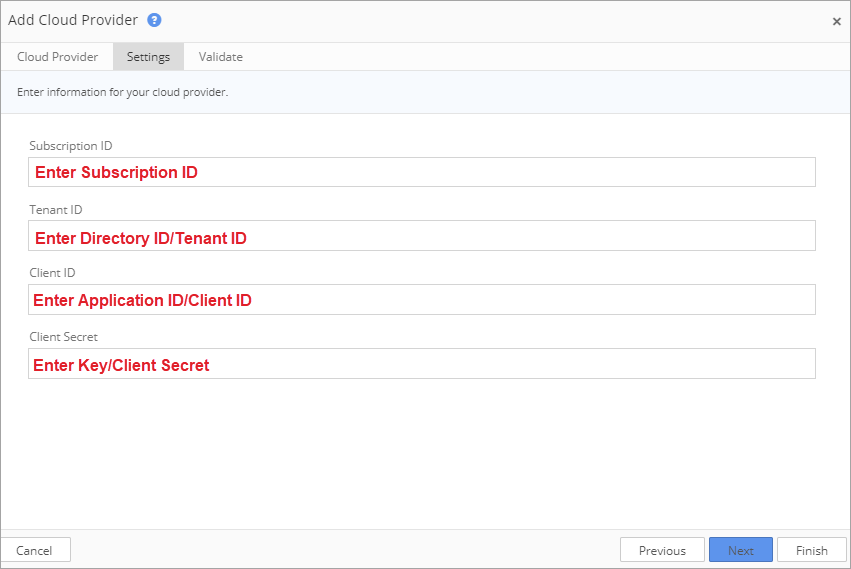 Add Cloud Provider ?
×
Cloud Provider Settings Validate
Enter information for your cloud provider.
Subscription ID
Enter Subscription ID
Tenant ID
Enter Directory ID/Tenant ID
Client ID
Enter Application ID/Client ID
Client Secret
Enter Key/Client Secret
Cancel Previous Next Finish